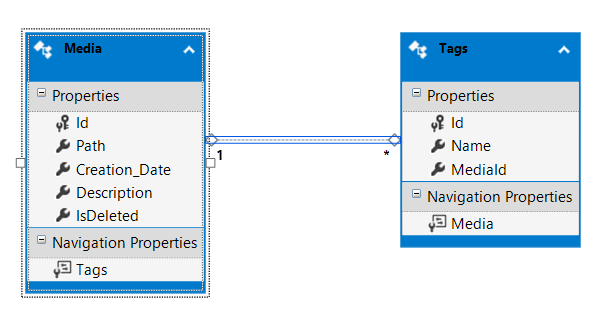 Media
Properties
Id
Path
Creation_Date
Description
IsDeleted
Navigation Properties
Tags
1
*
Tags
Properties
Id
Name
MediaId
Navigation Properties
Media